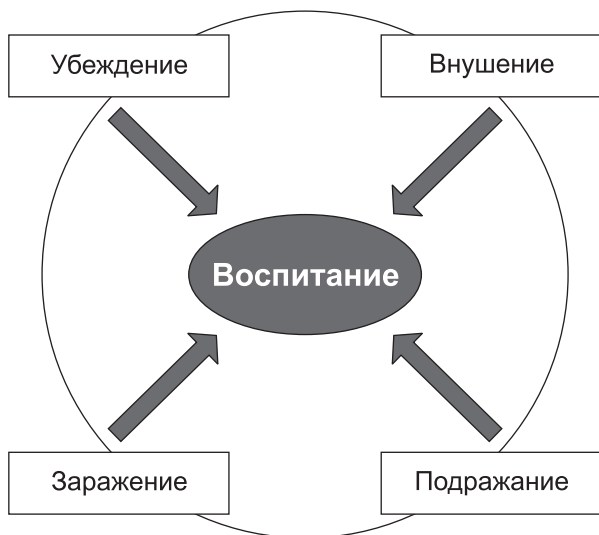 Убеждение
Внушение
Воспитание
Заражение
Подражание